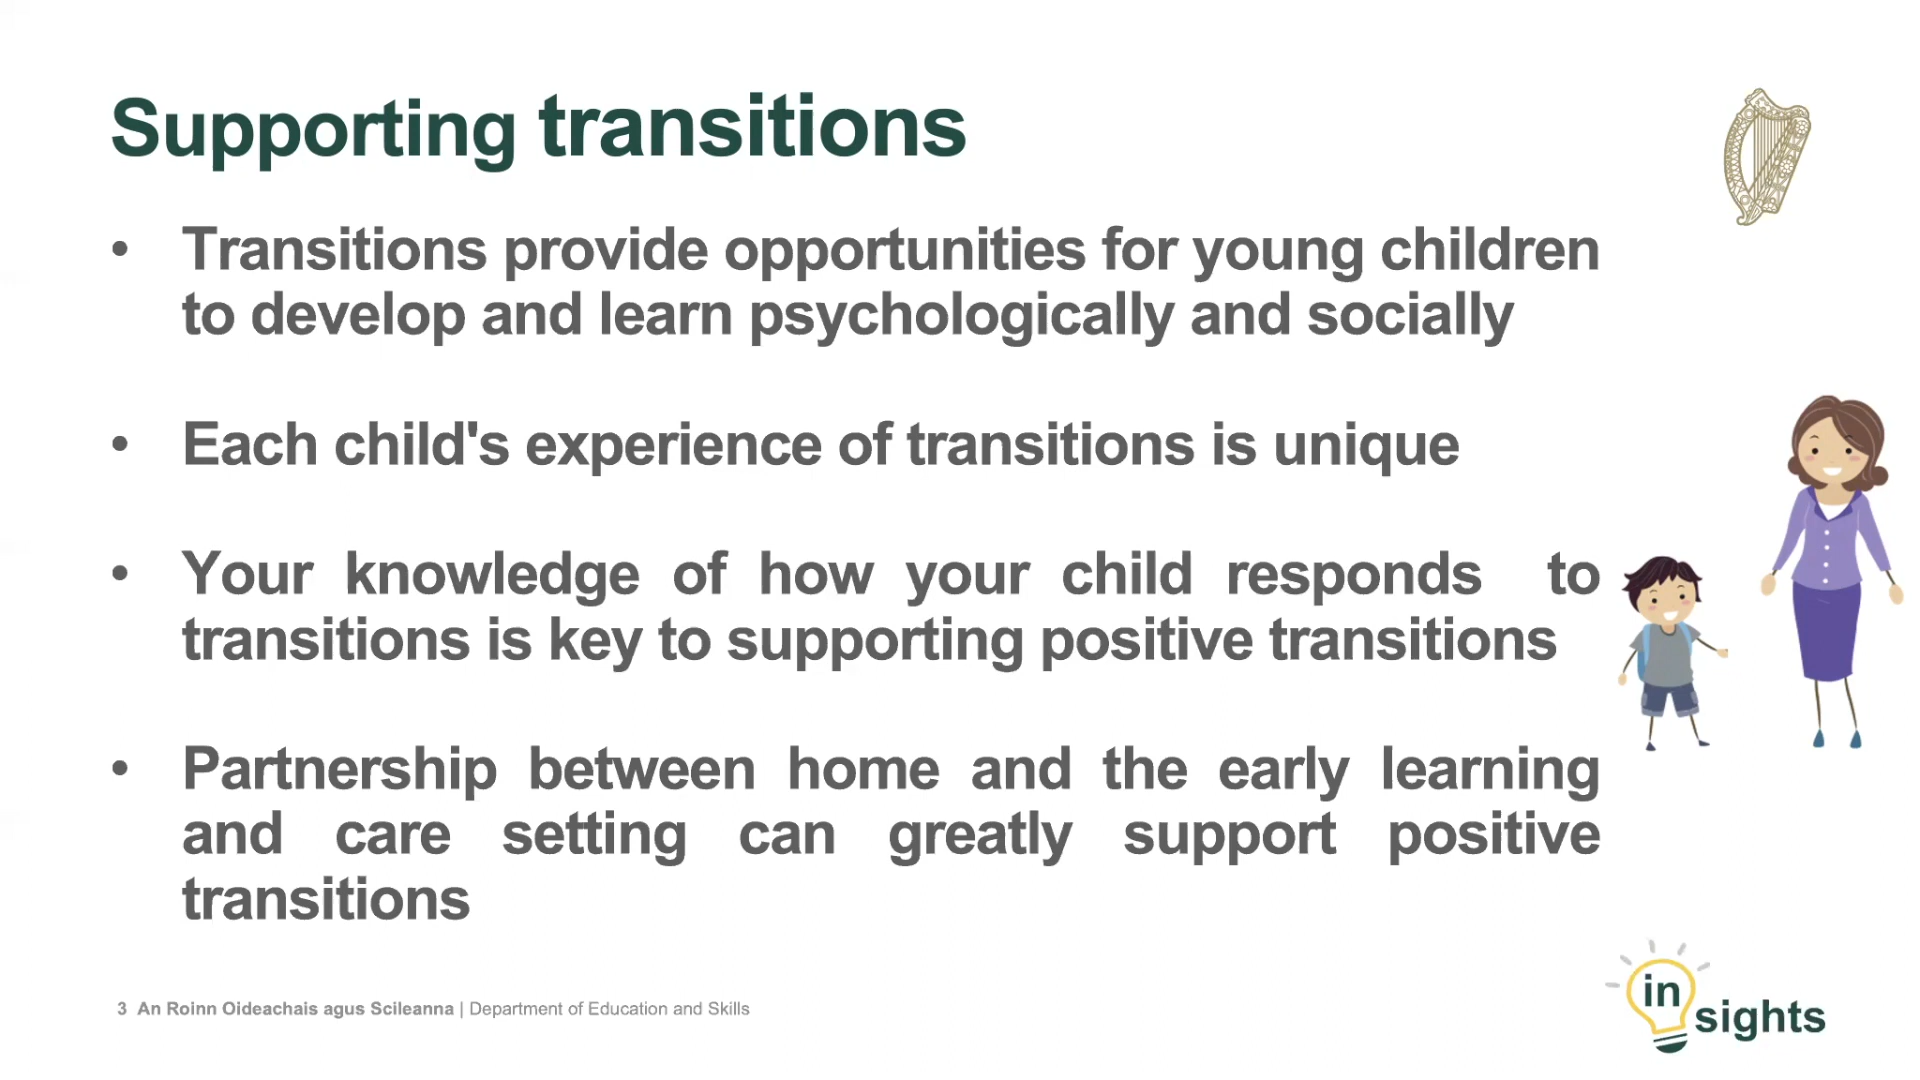 Supporting transitions
• Transitions provide opportunities for young children
to develop and learn psychologically and socially
• Each child's experience of transitions is unique
• Your knowledge of how your child responds to
transitions is key to supporting positive transitions
• Partnership between home and the early learning
and care setting can greatly support positive
transitions
3 An Roinn Oideachais agus Scileanna | Department of Education and Skills
insights